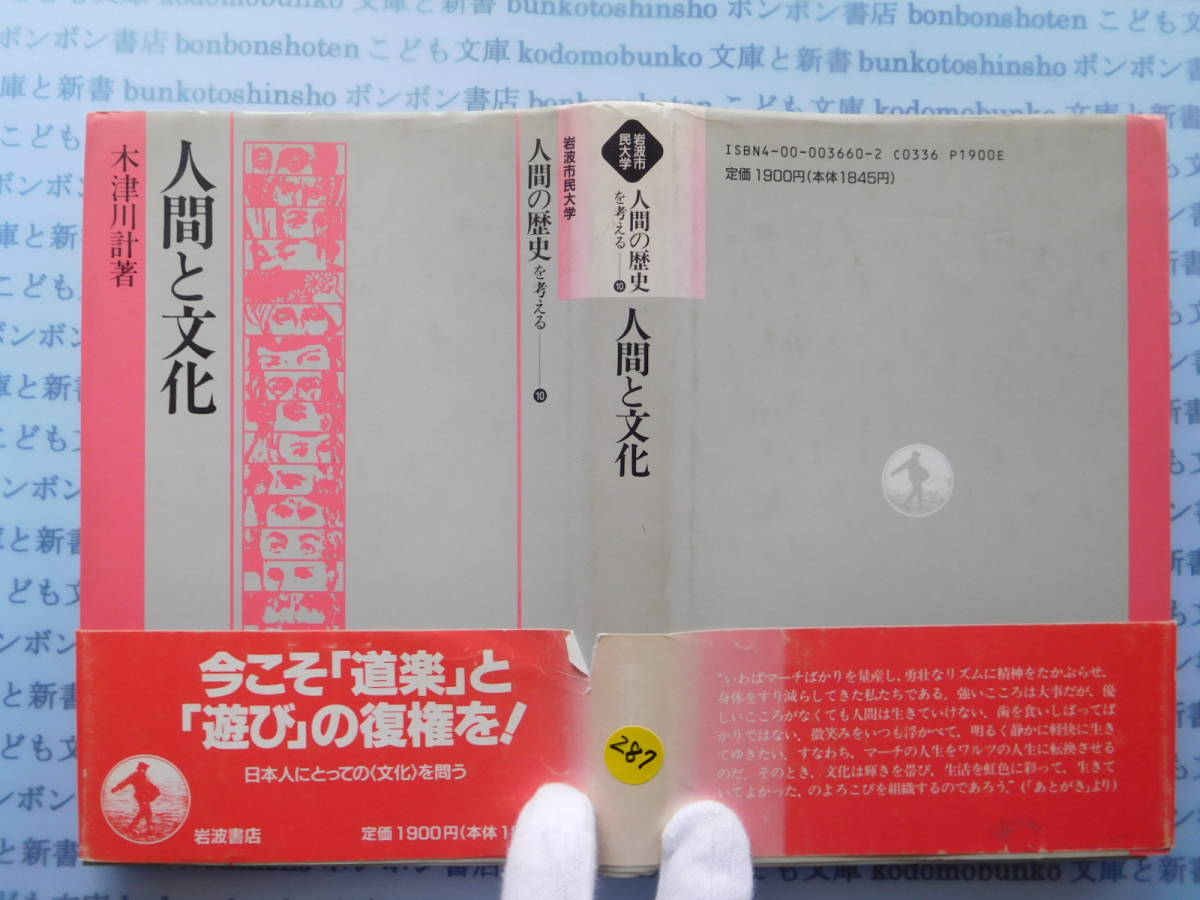 ボンボン書店 bonbonshoten こども文庫 kodomobunko 文庫と新書 bunkotoshinsho ボンボン書店 bonbonshoten こども文庫
人間と文化
木津川計著
岩波市民大学
人間の歴史を考える——10
岩波市民大学
人間の歴史を考える——10
人間と文化
ISBN4-00-003660-2 C0336 P1900E
定価1900円(本体1845円)
今こそ「道楽」と
「遊び」の復権を!
日本人にとっての〈文化〉を問う
岩波書店
定価1900円(本体1
287
“いわばマーチばかりを量産し,勇壮なリズムに精神をたかぶらせ,
身体をすり減らしてきた私たちである.強いこころは大事だが,優
しいこころがなくても人間は生きていけない.歯を食いしばってば
かりではない.微笑みをいつも浮かべて,明るく静かに軽快に生き
てゆきたい.すなわち,マーチの人生をワルツの人生に転換させる
のだ.そのとき,文化は輝きを帯び,生活を虹色に彩って,生きて
いてよかった,のよろこびを組織するのであろう.”(「あとがき」より)